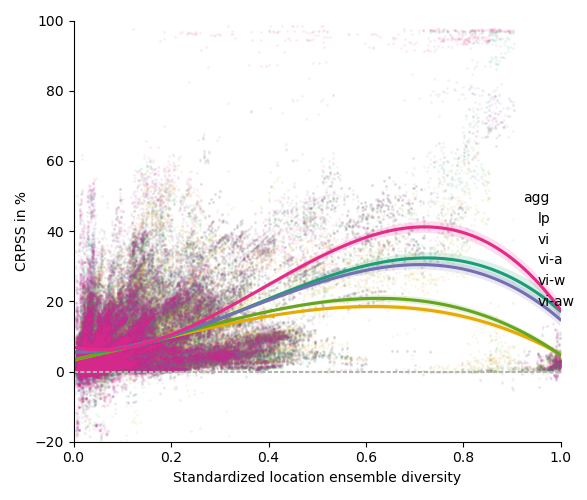 100
80
60
40
20
0
−20
CRPSS in %
agg
lp
vi
vi-a
vi-w
vi-aw
0.0 0.2 0.4 0.6 0.8 1.0
Standardized location ensemble diversity